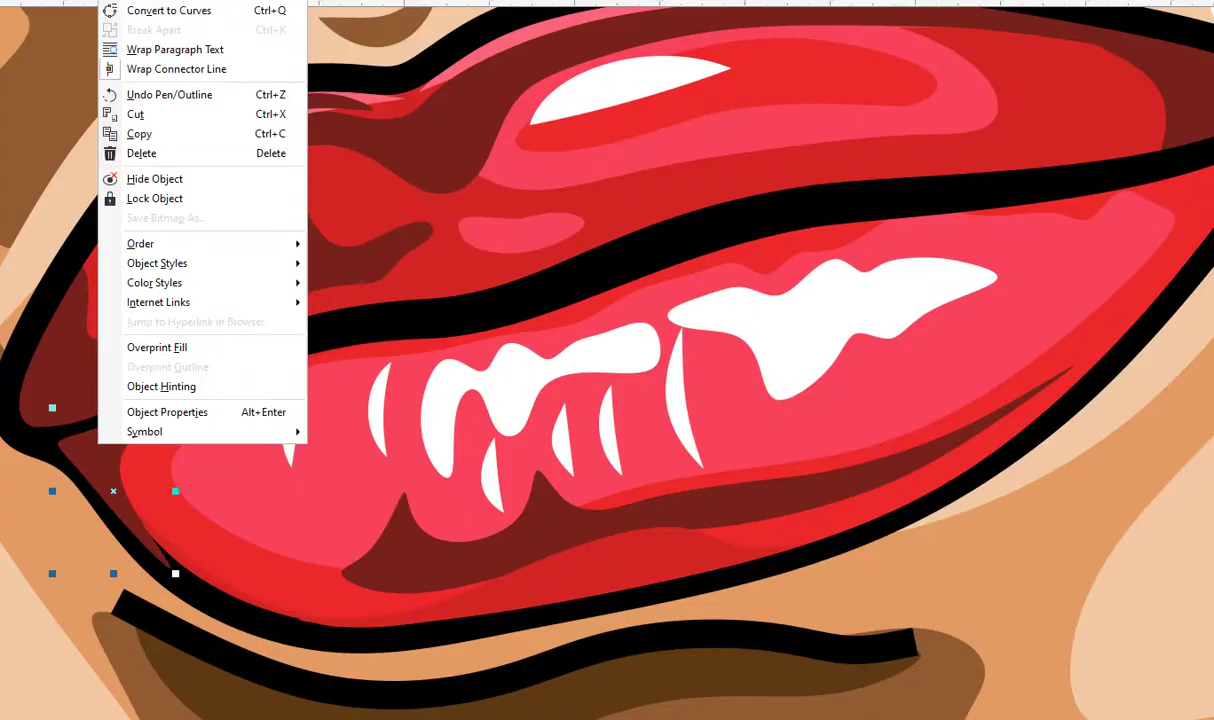 Convert to Curves Ctrl+Q
Break Apart Ctrl+K
Wrap Paragraph Text
Wrap Connector Line
Undo Pen/Outline Ctrl+Z
Cut Ctrl+X
Copy Ctrl+C
Delete Delete
Hide Object
Lock Object
Save Bitmap As...
Order
Object Styles
Color Styles
Internet Links
Jump to Hyperlink in Browser
Overprint Fill
Overprint Outline
Object Hinting
Object Properties Alt+Enter
Symbol